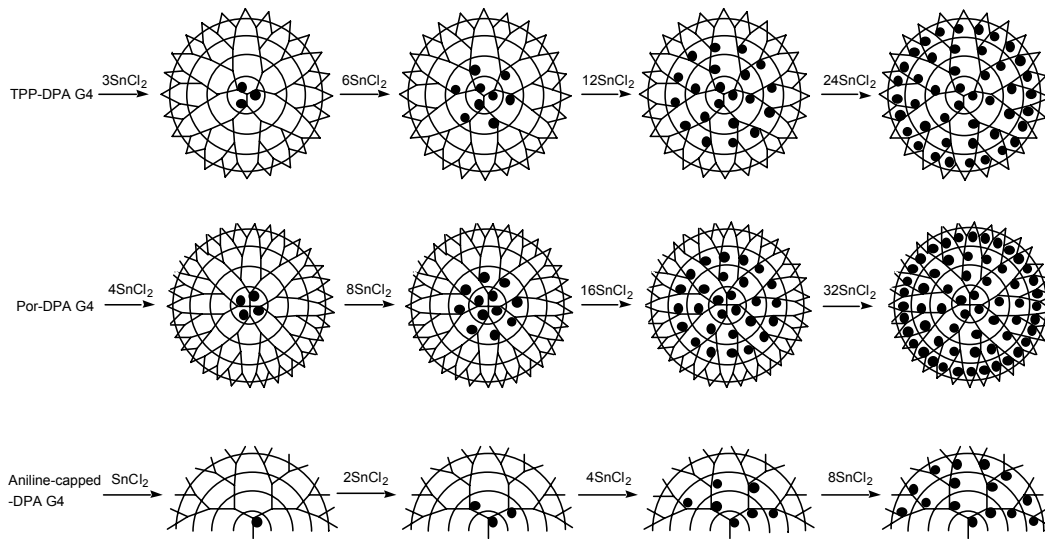 3SnCl2
6SnCl2
12SnCl2
24SnCl2
TPP-DPA G4
4SnCl2
8SnCl2
16SnCl2
32SnCl2
Por-DPA G4
Aniline-capped
-DPA G4
SnCl2
2SnCl2
4SnCl2
8SnCl2